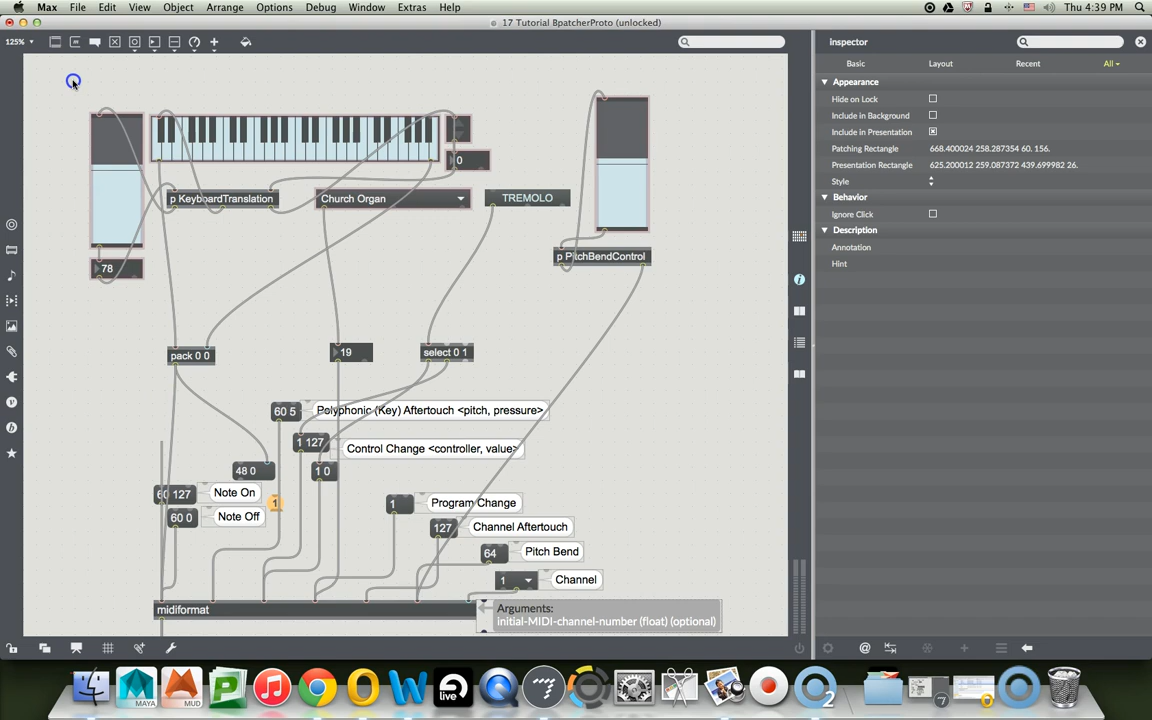 Max File Edit View Object Arrange Options Debug Window Extras Help
Thu 4:39 PM
17 Tutorial BpatcherProto (unlocked)
125%
inspector
Basic Layout Recent All
Appearance
Hide on Lock
Include in Background
Include in Presentation
Patching Rectangle 668.400024 258.287354 60. 156.
Presentation Rectangle 625.200012 259.087372 439.699982 26.
Style
Behavior
Ignore Click
Description
Annotation
Hint
0
p KeyboardTranslation
Church Organ
TREMOLO
p PitchBendControl
78
pack 0 0
19
select 0 1
60 5
Polyphonic (Key) Aftertouch <pitch, pressure>
1 127
Control Change <controller, value>
48 0
1 0
60 127
Note On
1
60 0
Note Off
1
Program Change
127
Channel Aftertouch
64
Pitch Bend
1
Channel
midiformat
Arguments:
initial-MIDI-channel-number (float) (optional)
MAYA
MUD
live
2
7